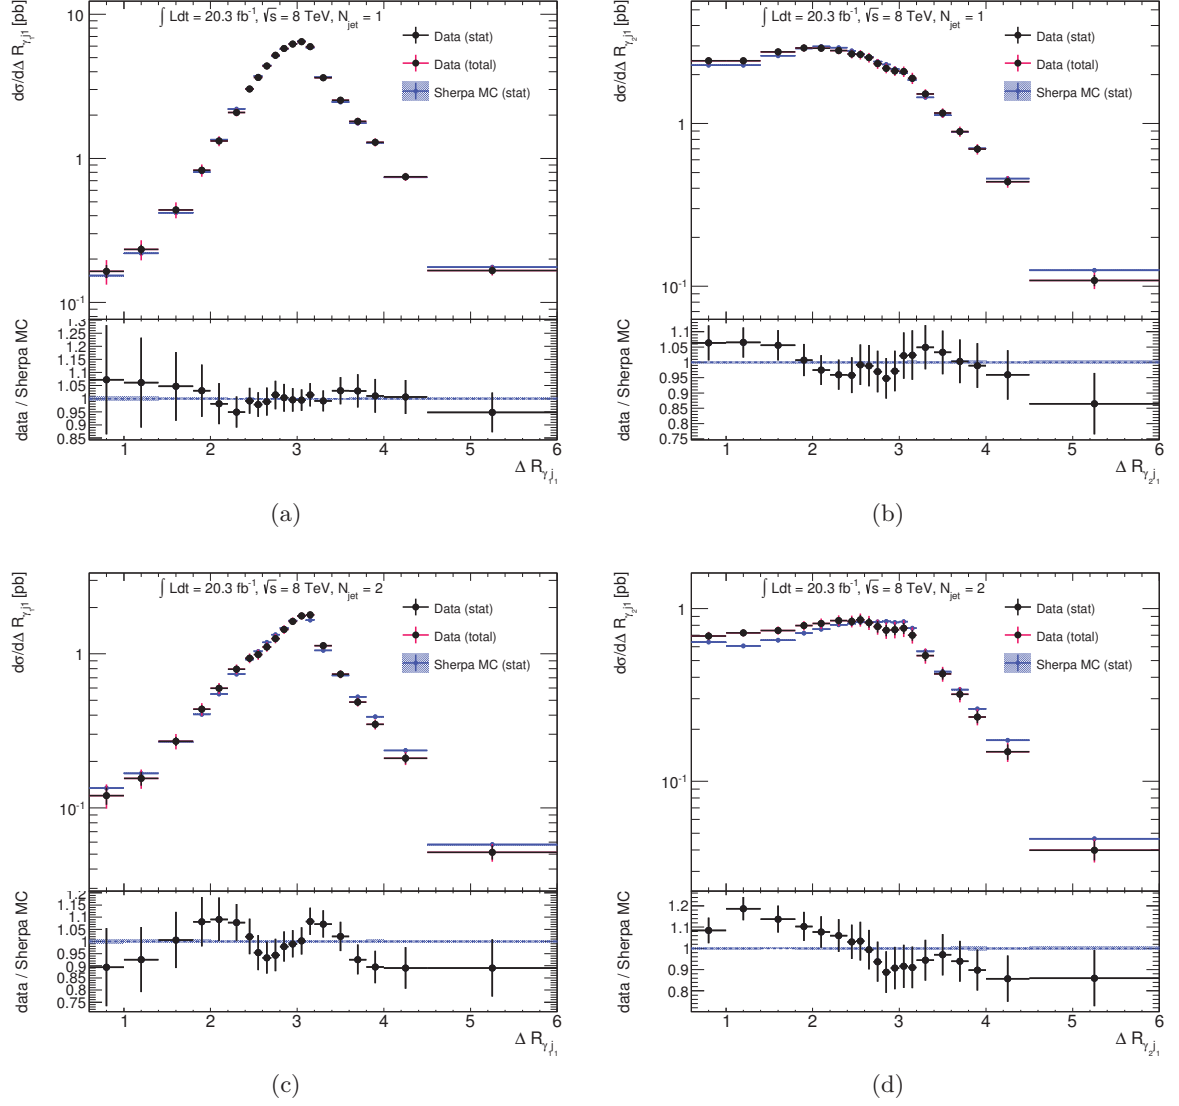 ∫ Ldt = 20.3 fb⁻¹, √s = 8 TeV, N_jet = 1
dσ/dΔ R_γ₁j1 [pb]
Data (stat)
Data (total)
Sherpa MC (stat)
10
1
10⁻¹
data / Sherpa MC
1.3
1.25
1.2
1.15
1.1
1.05
1
0.95
0.9
0.85
1 2 3 4 5 6
Δ R_γ₁j₁
(a)
∫ Ldt = 20.3 fb⁻¹, √s = 8 TeV, N_jet = 1
dσ/dΔ R_γ₂j1 [pb]
Data (stat)
Data (total)
Sherpa MC (stat)
1
10⁻¹
data / Sherpa MC
1.1
1.05
1
0.95
0.9
0.85
0.8
0.75
1 2 3 4 5 6
Δ R_γ₂j₁
(b)
∫ Ldt = 20.3 fb⁻¹, √s = 8 TeV, N_jet = 2
dσ/dΔ R_γ₁j1 [pb]
Data (stat)
Data (total)
Sherpa MC (stat)
1
10⁻¹
data / Sherpa MC
1.2
1.15
1.1
1.05
1
0.95
0.9
0.85
0.8
0.75
1 2 3 4 5 6
Δ R_γ₁j₁
(c)
∫ Ldt = 20.3 fb⁻¹, √s = 8 TeV, N_jet = 2
dσ/dΔ R_γ₂j1 [pb]
Data (stat)
Data (total)
Sherpa MC (stat)
1
10⁻¹
data / Sherpa MC
1.2
1.1
1
0.9
0.8
1 2 3 4 5 6
Δ R_γ₂j₁
(d)